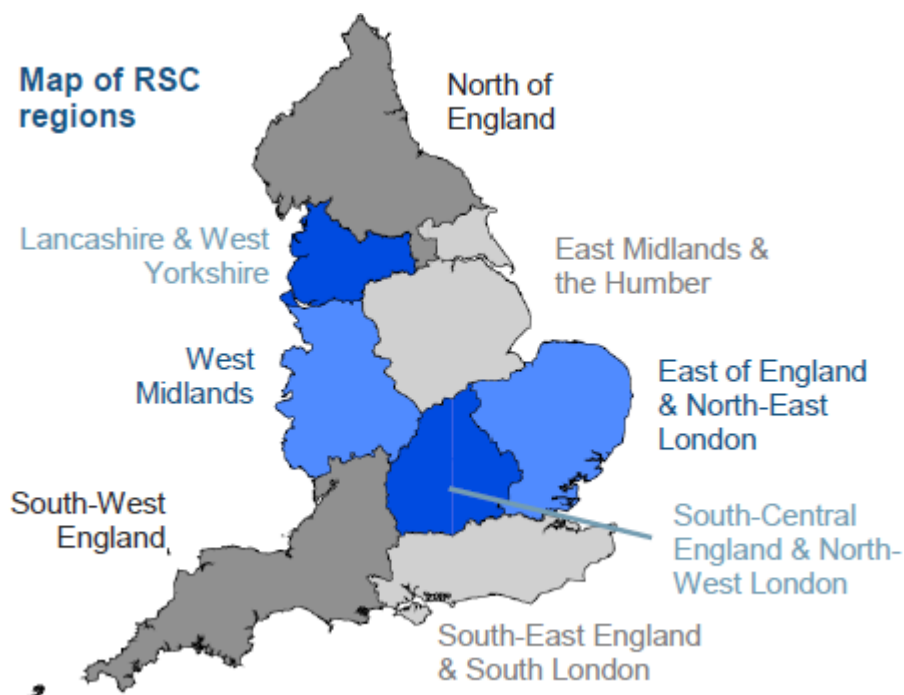 Map of RSC
regions
North of
England
Lancashire & West
Yorkshire
East Midlands &
the Humber
West
Midlands
East of England
& North-East
London
South-West
England
South-Central
England & North-
West London
South-East England
& South London